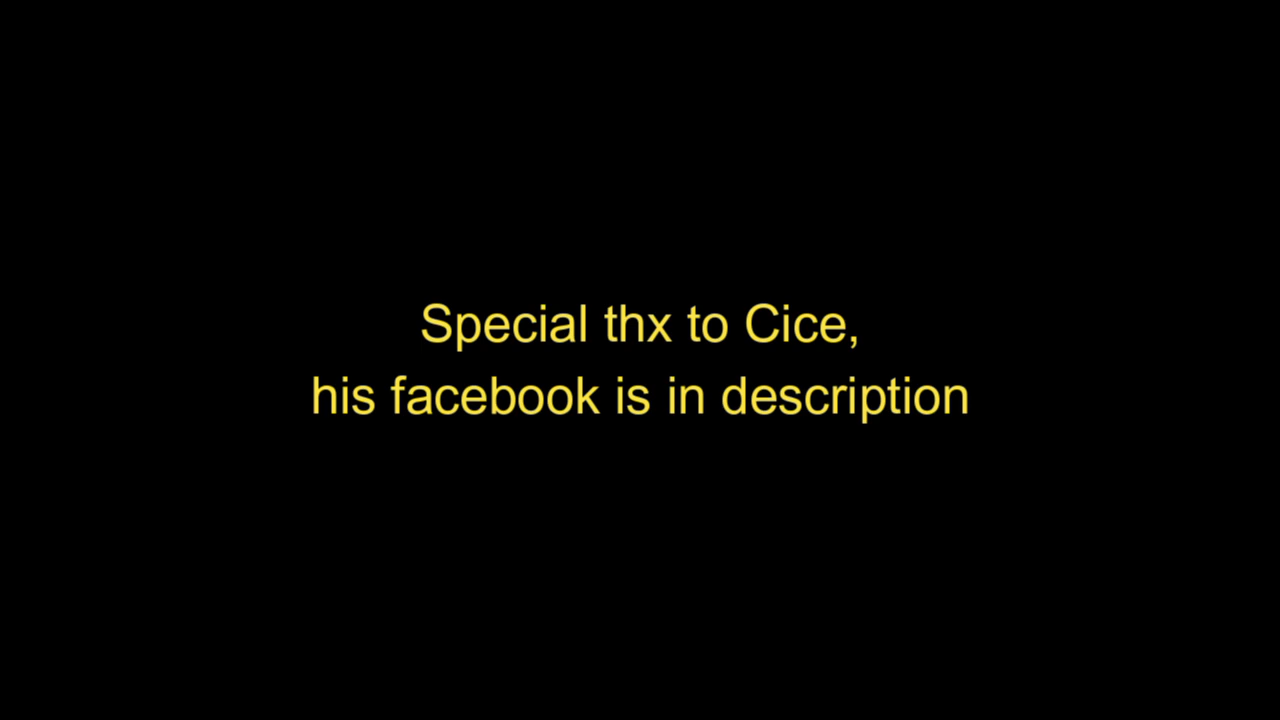 Special thx to Cice,
his facebook is in description